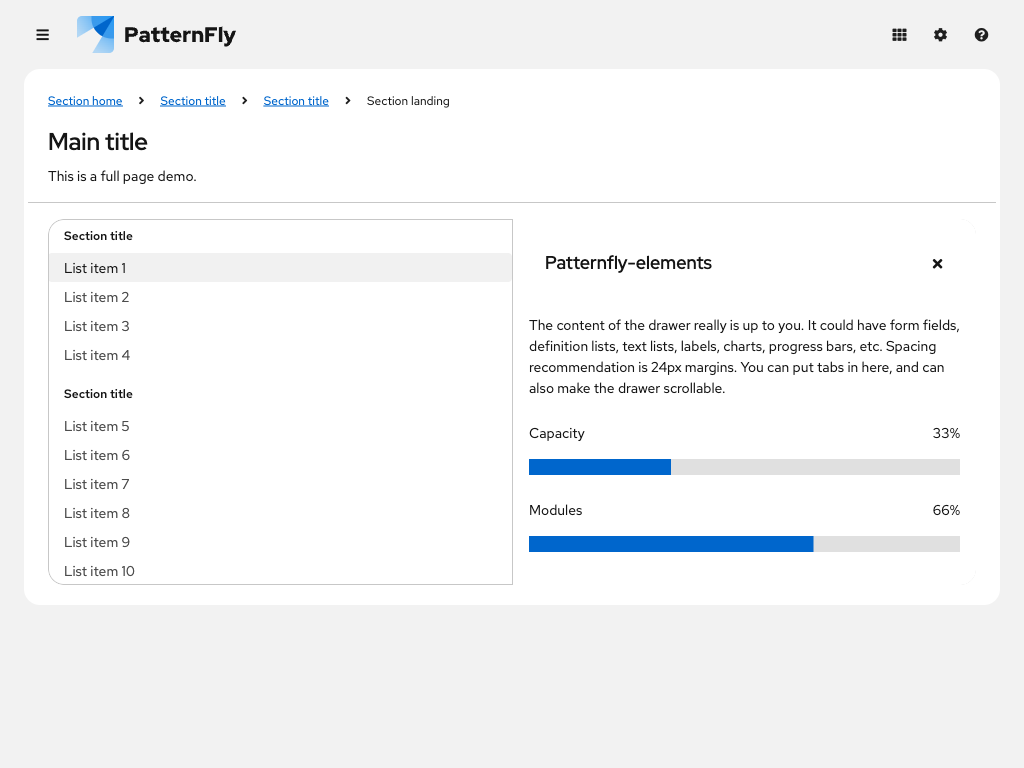 PatternFly
Section home
Section title
Section title
Section landing
Main title
This is a full page demo.
Section title
List item 1
List item 2
List item 3
List item 4
Section title
List item 5
List item 6
List item 7
List item 8
List item 9
List item 10
Patternfly-elements
The content of the drawer really is up to you. It could have form fields,
definition lists, text lists, labels, charts, progress bars, etc. Spacing
recommendation is 24px margins. You can put tabs in here, and can
also make the drawer scrollable.
Capacity 33%
Modules 66%